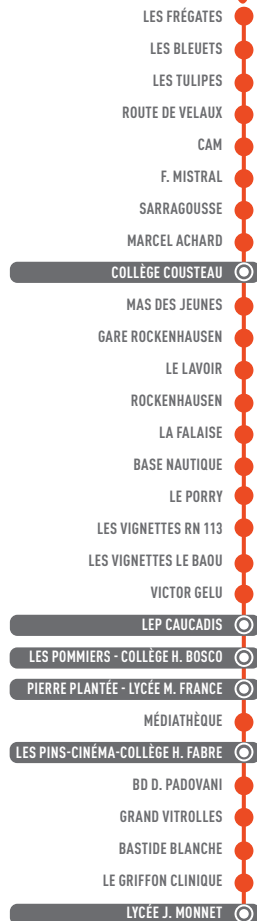 LES FRÉGATES
LES BLEUETS
LES TULIPES
ROUTE DE VELAUX
CAM
F. MISTRAL
SARRAGOUSSE
MARCEL ACHARD
COLLÈGE COUSTEAU
MAS DES JEUNES
GARE ROCKENHAUSEN
LE LAVOIR
ROCKENHAUSEN
LA FALAISE
BASE NAUTIQUE
LE PORRY
LES VIGNETTES RN 113
LES VIGNETTES LE BAOU
VICTOR GELU
LEP CAUCADIS
LES POMMIERS - COLLÈGE H. BOSCO
PIERRE PLANTÉE - LYCÉE M. FRANCE
MÉDIATHÈQUE
LES PINS-CINÉMA-COLLÈGE H. FABRE
BD D. PADOVANI
GRAND VITROLLES
BASTIDE BLANCHE
LE GRIFFON CLINIQUE
LYCÉE J. MONNET